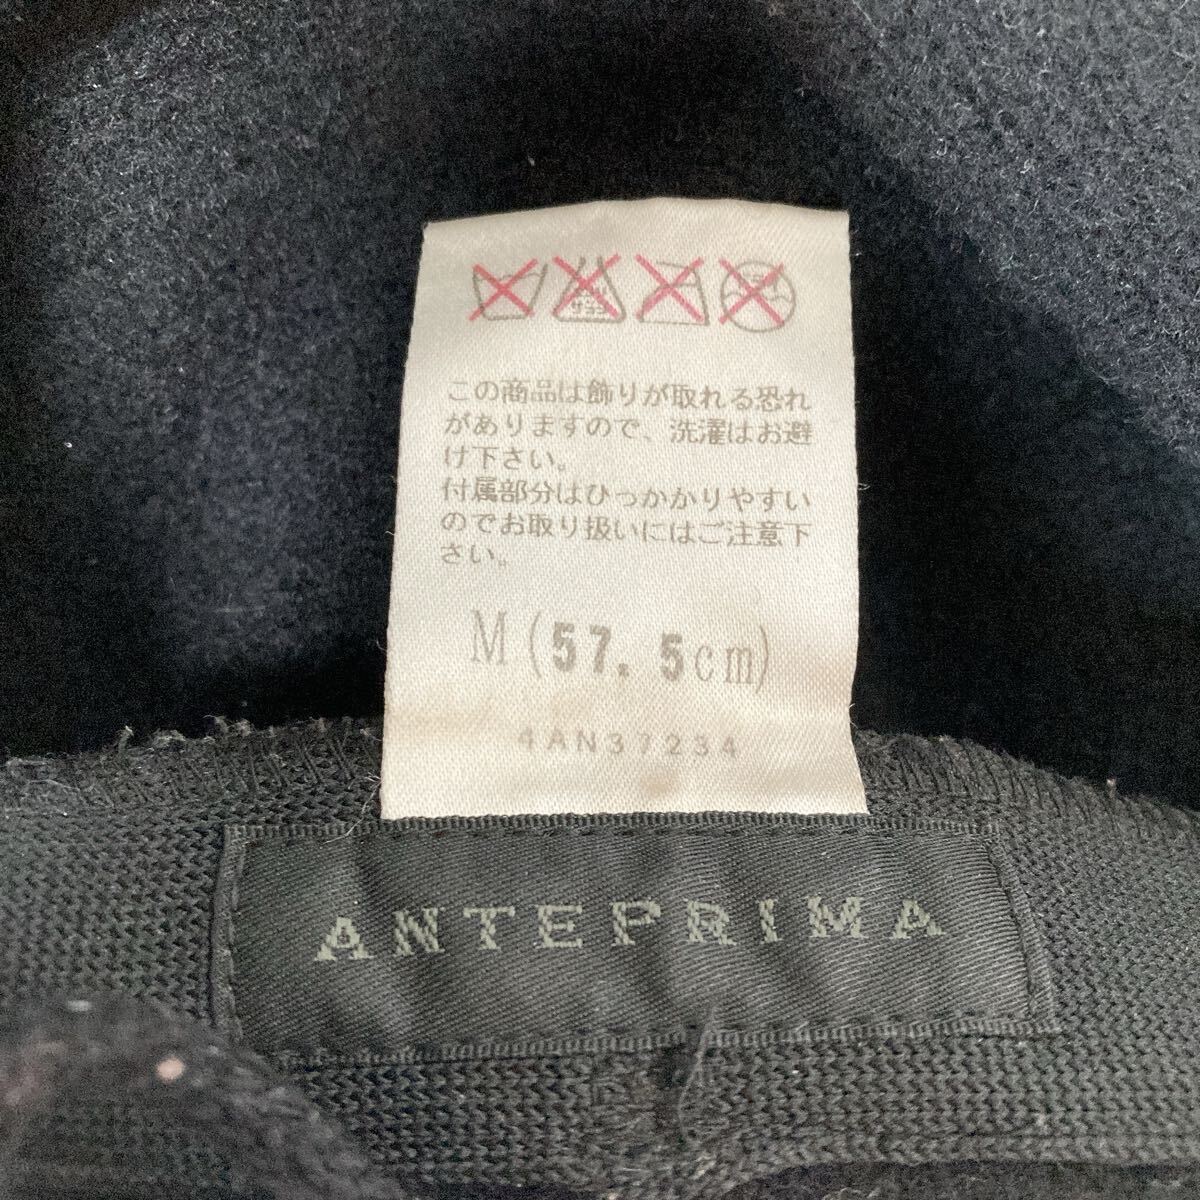 この商品は飾りが取れる恐れ
がありますので、洗濯はお避
け下さい。
付属部分はひっかかりやすい
のでお取り扱いにはご注意下
さい。
M(57.5cm)
4AN37234
ANTEPRIMA